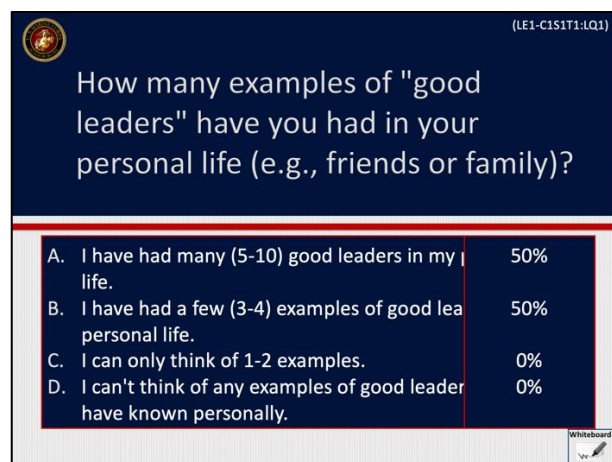 (LE1-C1S1T1:LQ1)
How many examples of "good
leaders" have you had in your
personal life (e.g., friends or family)?
A. I have had many (5-10) good leaders in my 50%
life.
B. I have had a few (3-4) examples of good lea 50%
personal life.
C. I can only think of 1-2 examples. 0%
D. I can't think of any examples of good leader 0%
have known personally.
Whiteboard